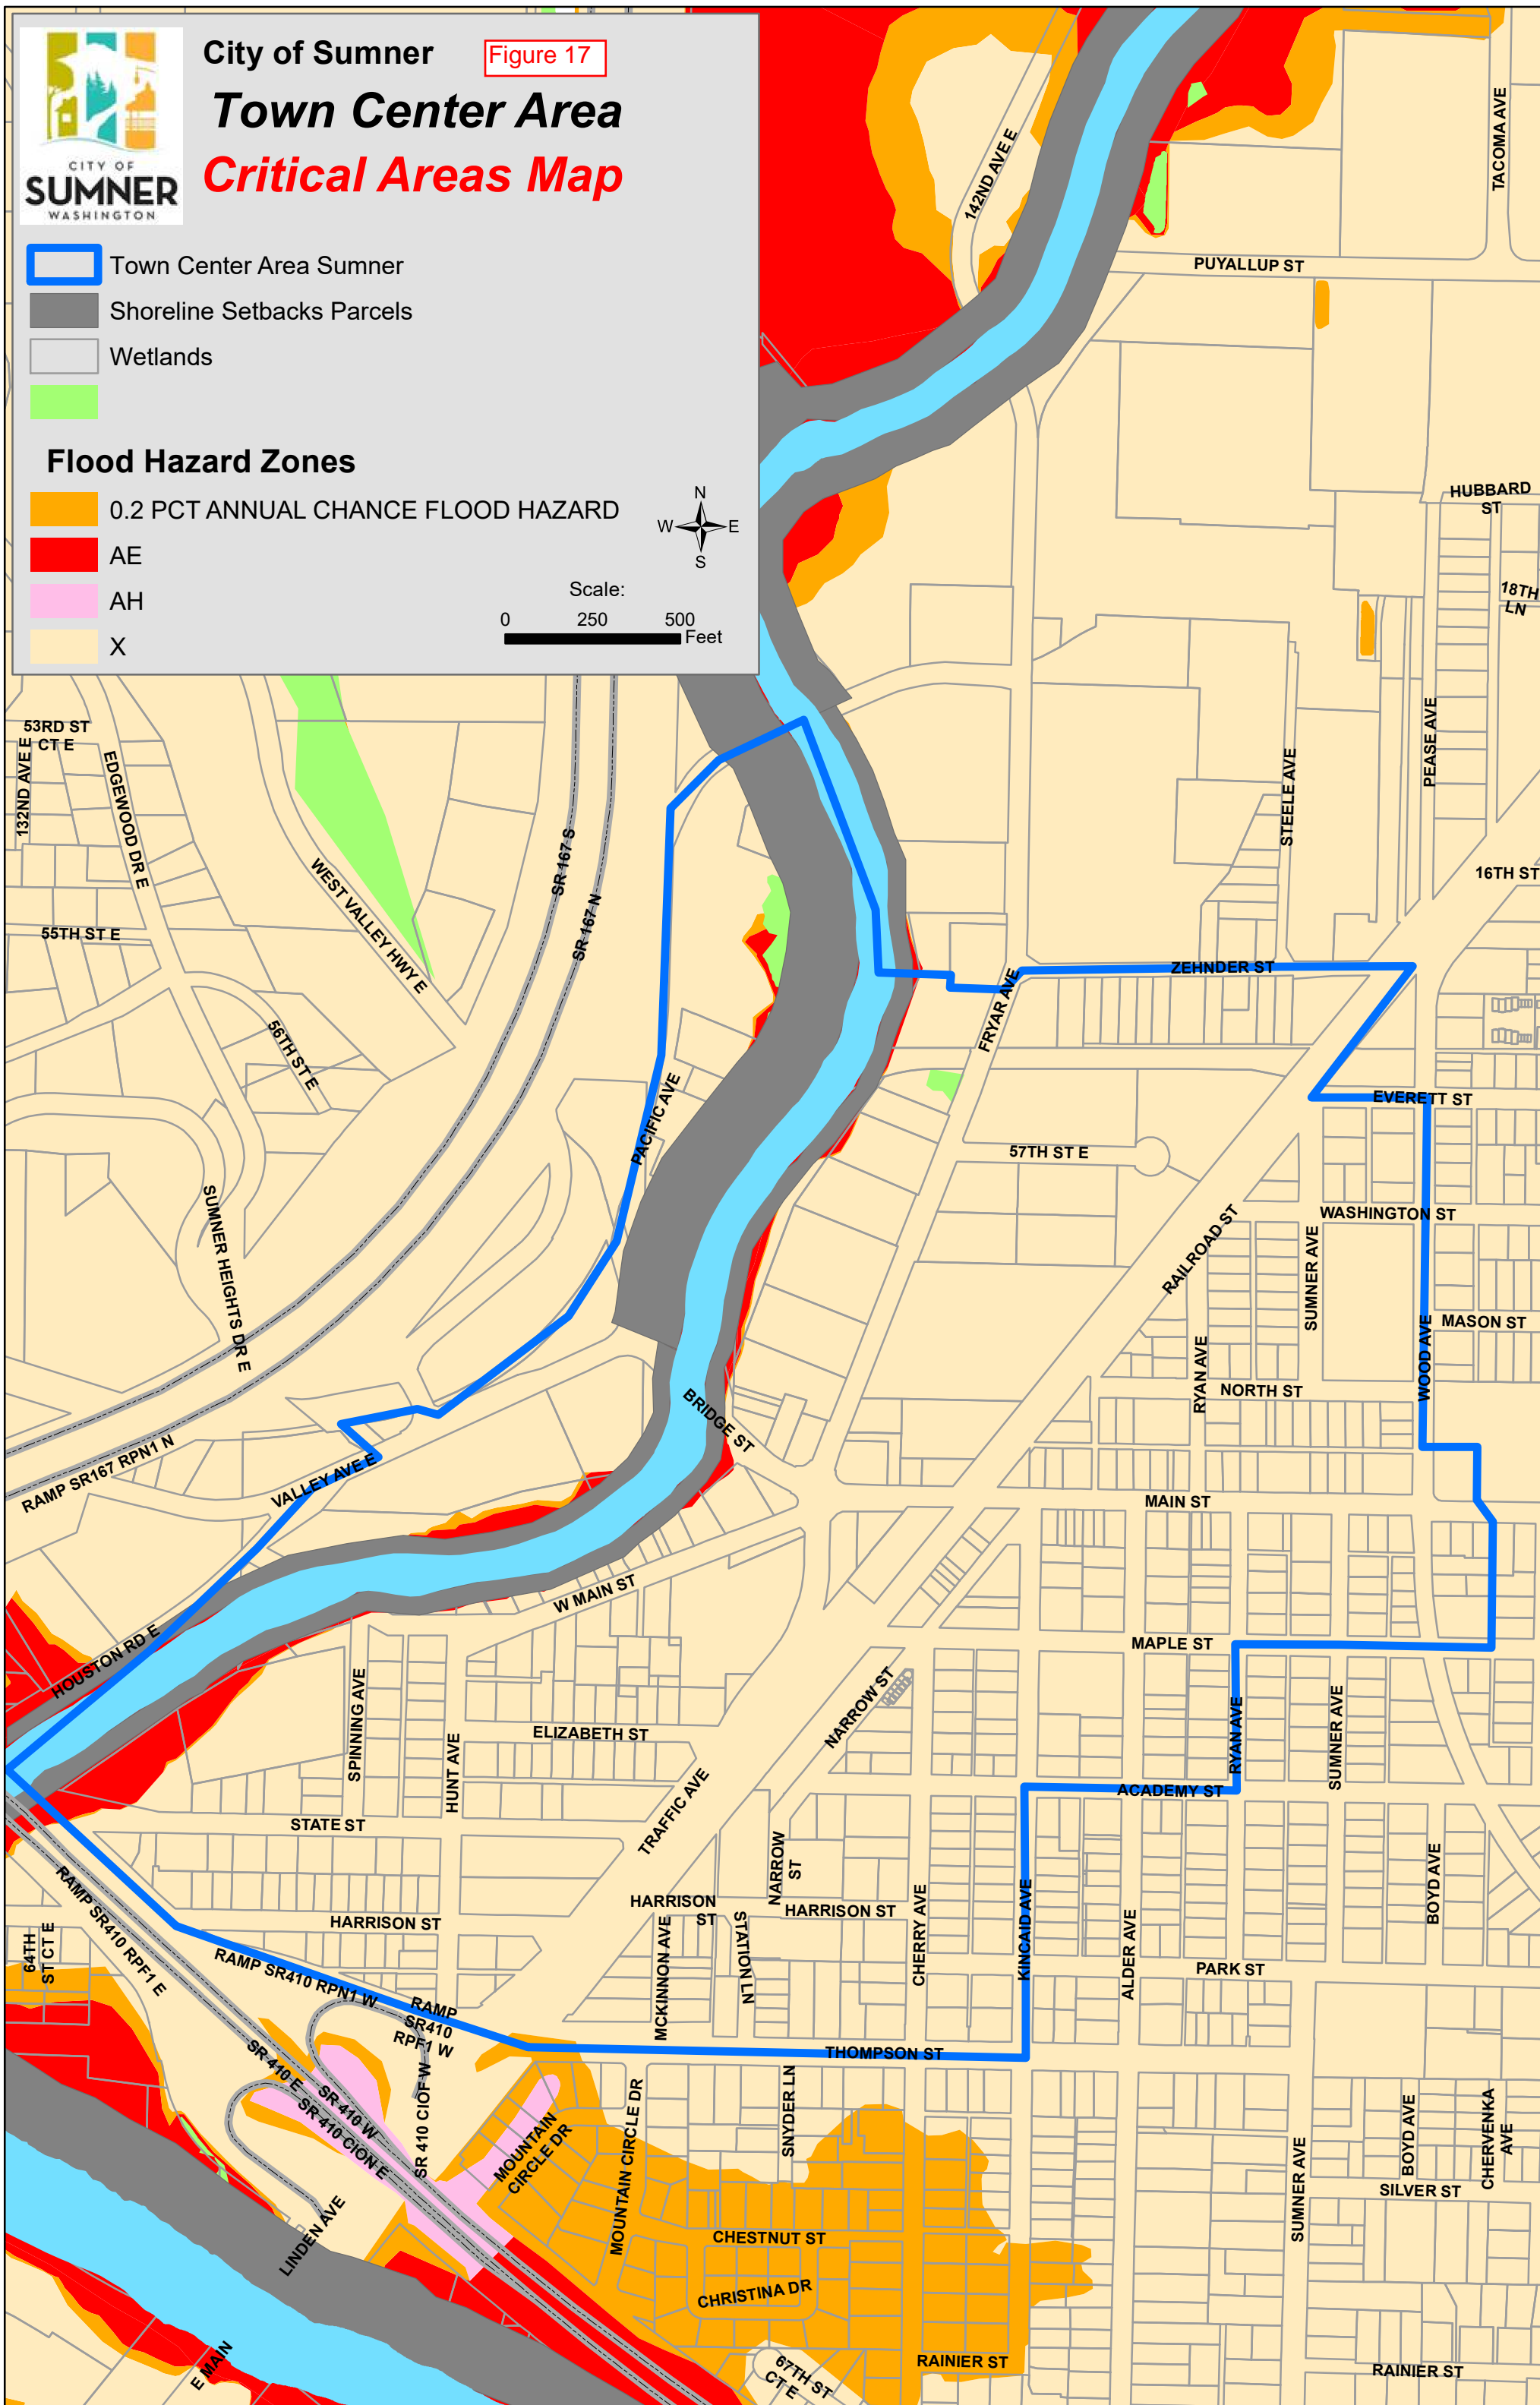 City of Sumner
Figure 17
Town Center Area
Critical Areas Map
CITY OF
SUMNER
WASHINGTON
Town Center Area Sumner
Shoreline Setbacks Parcels
Wetlands
Flood Hazard Zones
0.2 PCT ANNUAL CHANCE FLOOD HAZARD
AE
AH
X
N
W
E
S
Scale:
0
250
500
Feet
142ND AVE E
TACOMA AVE
PUYALLUP ST
HUBBARD
ST
18TH
LN
PEASE AVE
STEELE AVE
16TH ST
53RD ST
CT E
132ND AVE E
EDGEWOOD DR E
WEST VALLEY HWY E
SR 167 S
SR 167 N
55TH ST E
56TH ST E
ZEHNDER ST
FRYAR AVE
EVERETT ST
PACIFIC AVE
57TH ST E
SUMNER HEIGHTS DR E
RAILROAD ST
WASHINGTON ST
SUMNER AVE
MASON ST
WOOD AVE
RYAN AVE
NORTH ST
BRIDGE ST
RAMP SR167 RPN1 N
VALLEY AVE E
MAIN ST
W MAIN ST
HOUSTON RD E
MAPLE ST
SPINNING AVE
ELIZABETH ST
NARROW ST
RYAN AVE
SUMNER AVE
HUNT AVE
ACADEMY ST
STATE ST
TRAFFIC AVE
NARROW
ST
BOYD AVE
RAMP SR410 RPF1 E
HARRISON ST
HARRISON
ST
HARRISON ST
CHERRY AVE
KINCAID AVE
ALDER AVE
64TH
ST CT E
MCKINNON AVE
STATION LN
PARK ST
RAMP SR410 RPN1 W
RAMP
SR410
RPF1 W
THOMPSON ST
SR 410 E
SR 410 W
SR 410 CION E
SR 410 CIOF W
MOUNTAIN
CIRCLE DR
MOUNTAIN CIRCLE DR
SNYDER LN
SUMNER AVE
BOYD AVE
CHERVENKA
AVE
SILVER ST
LINDEN AVE
CHESTNUT ST
CHRISTINA DR
E MAIN
67TH ST
CT E
RAINIER ST
RAINIER ST